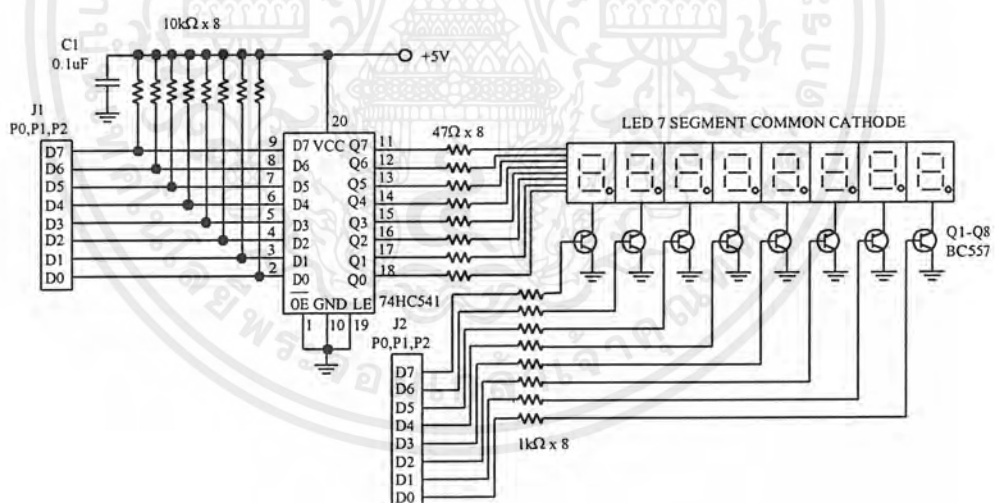 10kΩ x 8
C1
0.1uF
+5V
J1
P0,P1,P2
D7
D6
D5
D4
D3
D2
D1
D0
20
9 D7 VCC Q7 11
8 D6 Q6 12
7 D5 Q5 13
6 D4 Q4 14
5 D3 Q3 15
4 D2 Q2 16
3 D1 Q1 17
2 D0 Q0 18
OE GND LE
1 10 19
74HC541
47Ω x 8
LED 7 SEGMENT COMMON CATHODE
Q1-Q8
BC557
J2
P0,P1,P2
D7
D6
D5
D4
D3
D2
D1
D0
1kΩ x 8